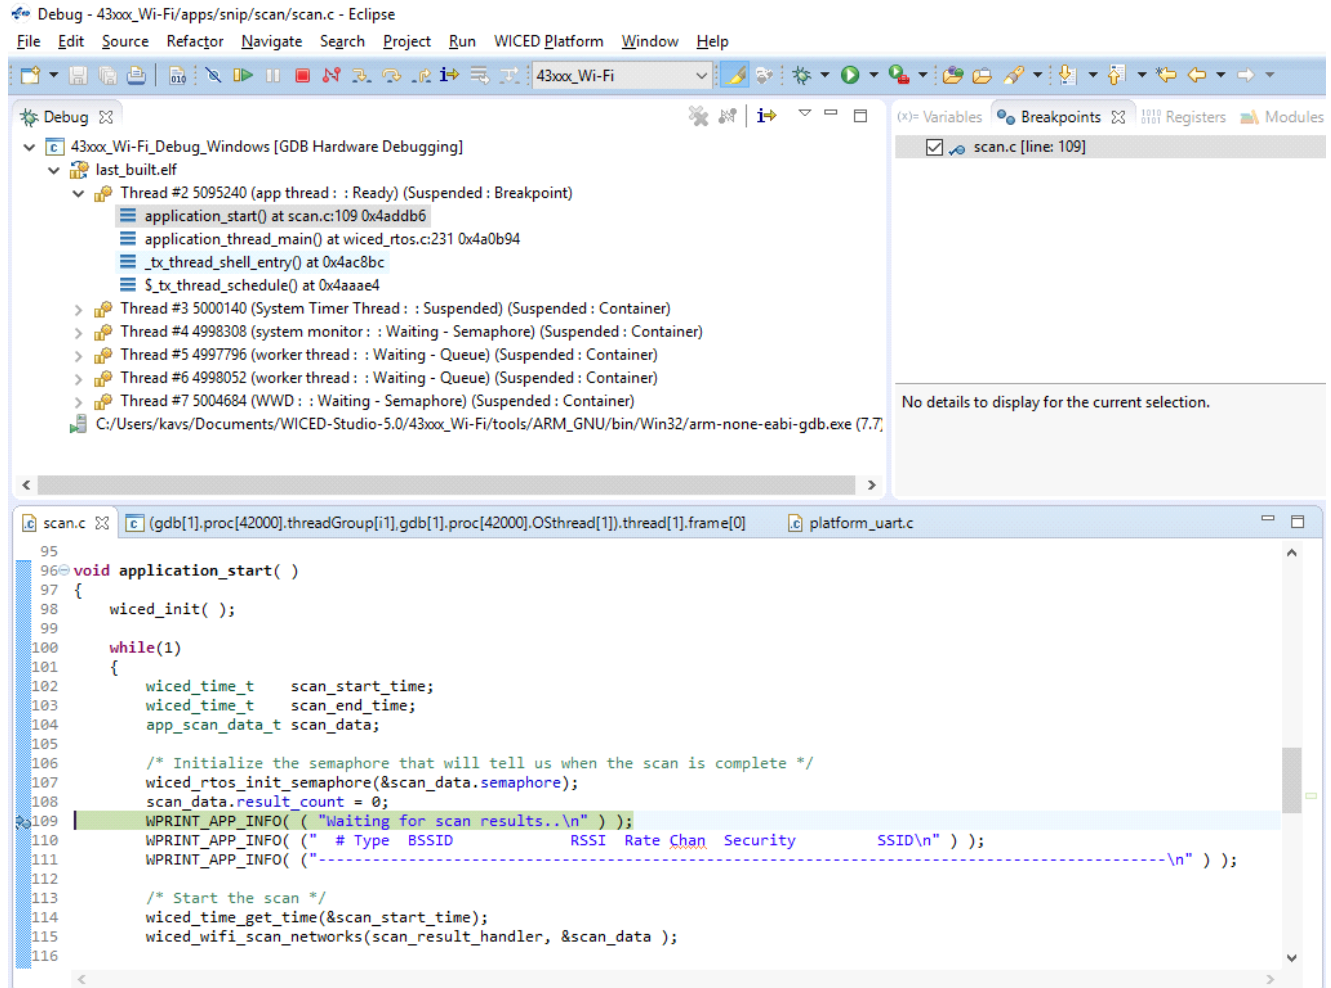 Debug - 43xxx_Wi-Fi/apps/snip/scan/scan.c - Eclipse
File Edit Source Refactor Navigate Search Project Run WICED Platform Window Help
43xxx_Wi-Fi
Debug
43xxx_Wi-Fi_Debug_Windows [GDB Hardware Debugging]
last_built.elf
Thread #2 5095240 (app thread : : Ready) (Suspended : Breakpoint)
application_start() at scan.c:109 0x4addb6
application_thread_main() at wiced_rtos.c:231 0x4a0b94
_tx_thread_shell_entry() at 0x4ac8bc
$_tx_thread_schedule() at 0x4aaae4
Thread #3 5000140 (System Timer Thread : : Suspended) (Suspended : Container)
Thread #4 4998308 (system monitor : : Waiting - Semaphore) (Suspended : Container)
Thread #5 4997796 (worker thread : : Waiting - Queue) (Suspended : Container)
Thread #6 4998052 (worker thread : : Waiting - Queue) (Suspended : Container)
Thread #7 5004684 (WWD : : Waiting - Semaphore) (Suspended : Container)
C:/Users/kavs/Documents/WICED-Studio-5.0/43xxx_Wi-Fi/tools/ARM_GNU/bin/Win32/arm-none-eabi-gdb.exe (7.7)
(x)= Variables Breakpoints Registers Modules
scan.c [line: 109]
No details to display for the current selection.
scan.c (gdb[1].proc[42000].threadGroup[i1],gdb[1].proc[42000].OSthread[1]).thread[1].frame[0] platform_uart.c
95
96 void application_start( )
97 {
98 wiced_init( );
99
100 while(1)
101 {
102 wiced_time_t scan_start_time;
103 wiced_time_t scan_end_time;
104 app_scan_data_t scan_data;
105
106 /* Initialize the semaphore that will tell us when the scan is complete */
107 wiced_rtos_init_semaphore(&scan_data.semaphore);
108 scan_data.result_count = 0;
109 WPRINT_APP_INFO( ( "Waiting for scan results..\n" ) );
110 WPRINT_APP_INFO( (" # Type BSSID RSSI Rate Chan Security SSID\n" ) );
111 WPRINT_APP_INFO( ("----------------------------------------------------------------------------------------------\n" ) );
112
113 /* Start the scan */
114 wiced_time_get_time(&scan_start_time);
115 wiced_wifi_scan_networks(scan_result_handler, &scan_data );
116